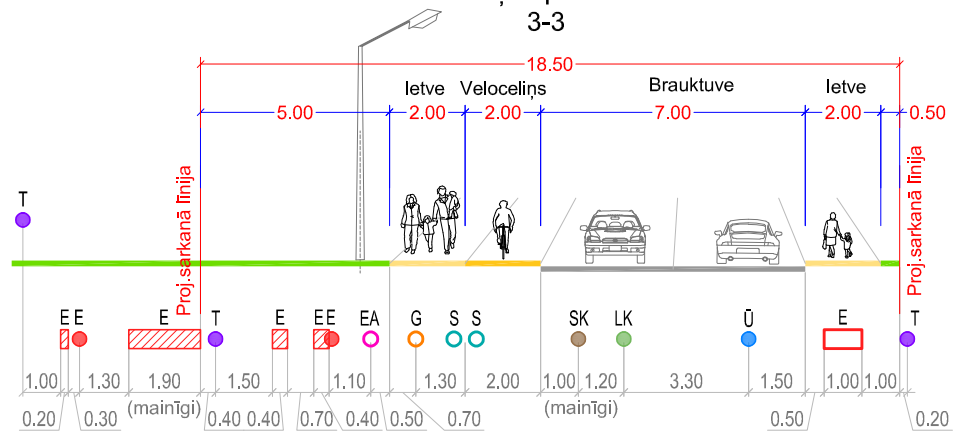 3-3
18.50
Ietve Veloceliņš Brauktuve Ietve
5.00 2.00 2.00 7.00 2.00 0.50
Proj.sarkanā līnija
Proj.sarkanā līnija
T
E E E T E E E EA G S S SK LK Ū E T
1.00 1.30 1.90 1.50 1.10 1.30 2.00 1.00 1.20 3.30 1.50 1.00 1.00
(mainīgi) (mainīgi)
0.20 0.30 0.40 0.40 0.70 0.40 0.50 0.70 0.50 0.20